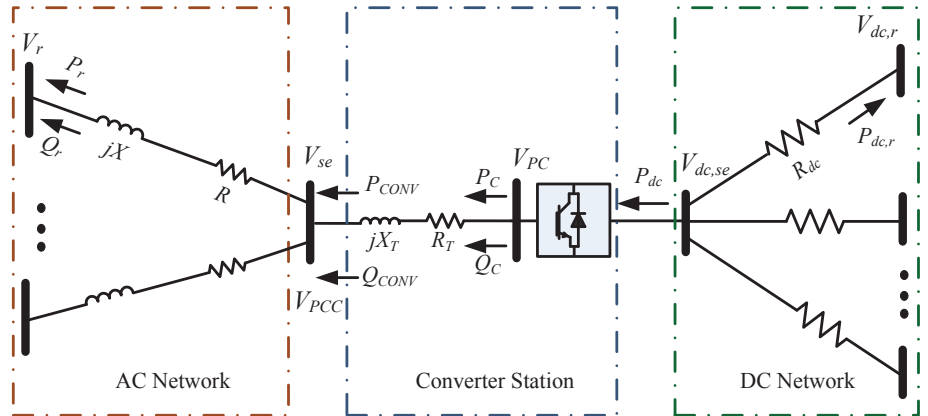 V_r
P_r
Q_r
jX
R
V_se
P_CONV
Q_CONV
V_PCC
jX_T
R_T
P_C
Q_C
V_PC
P_dc
V_dc,se
V_dc,r
P_dc,r
R_dc
AC Network
Converter Station
DC Network